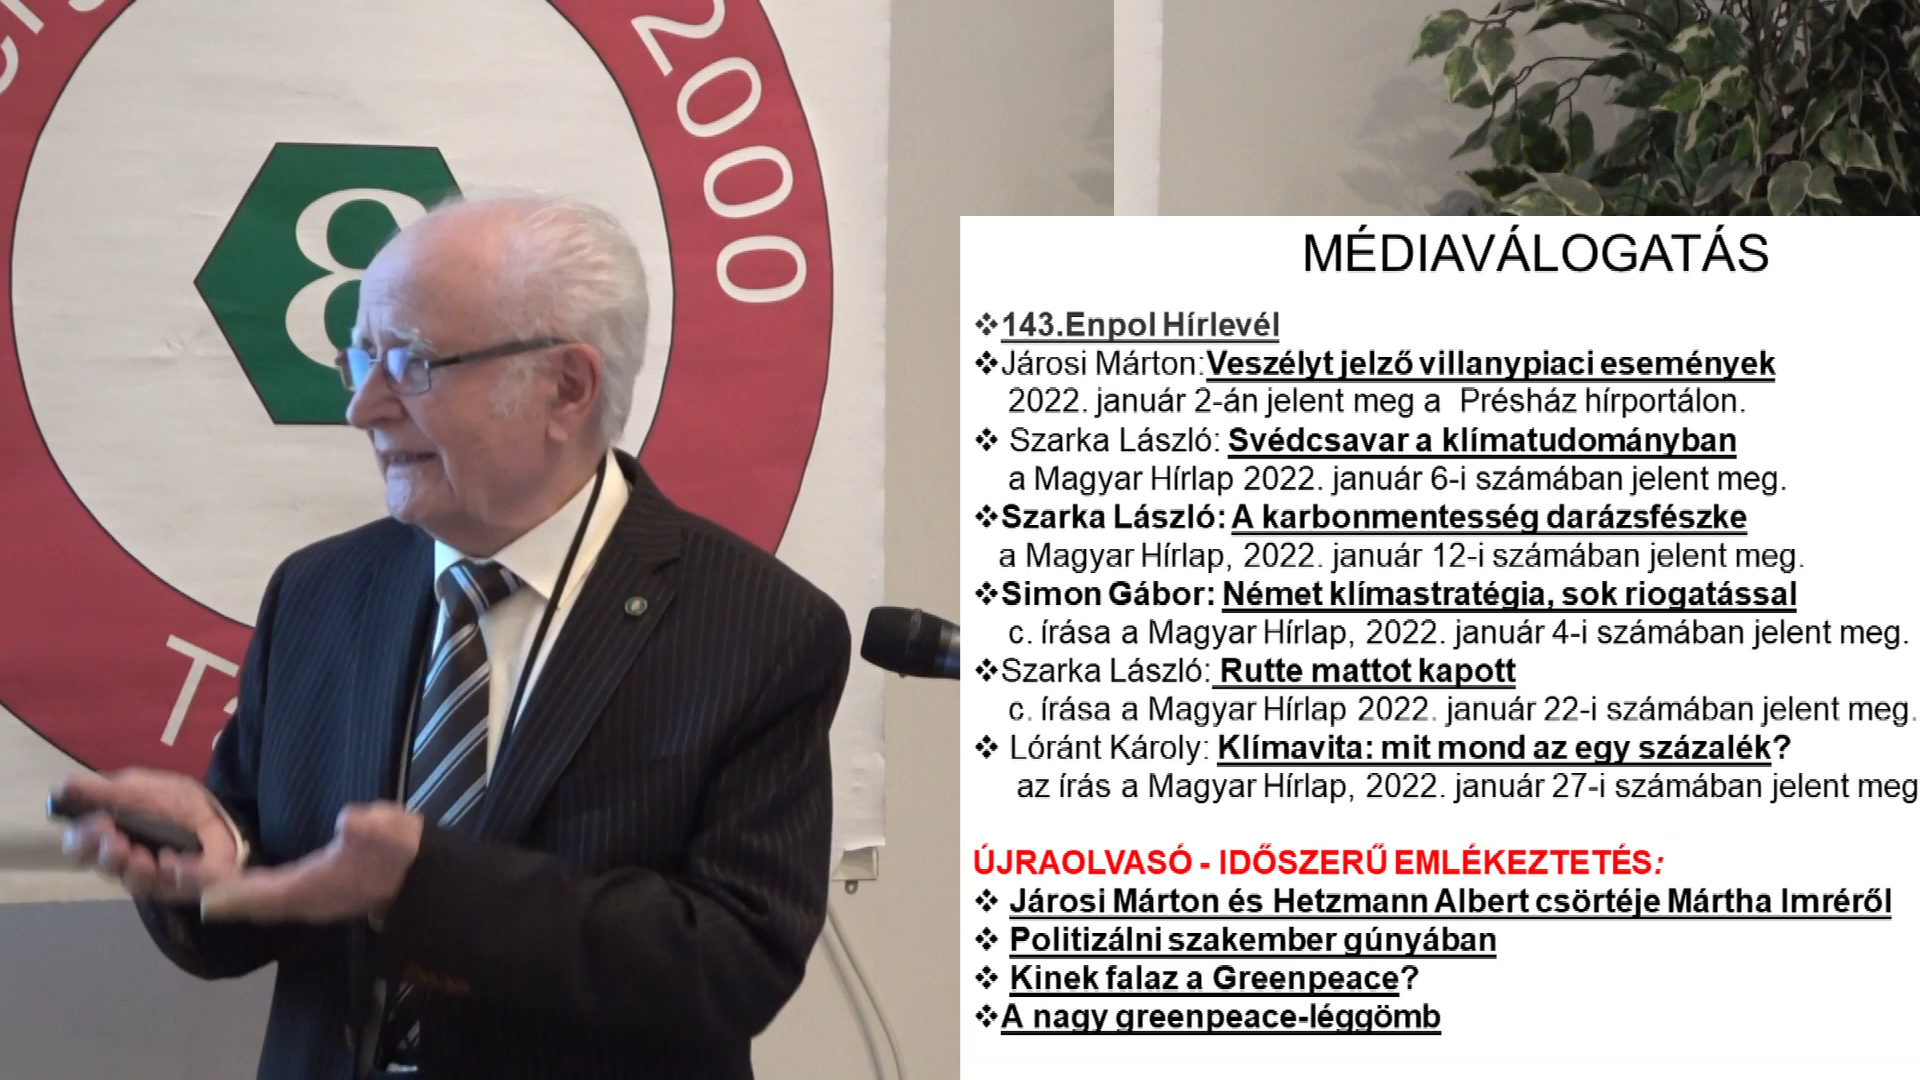 2000
8
MÉDIAVÁLOGATÁS
❖143.Enpol Hírlevél
❖Járosi Márton:Veszélyt jelző villanypiaci események
2022. január 2-án jelent meg a Présház hírportálon.
❖ Szarka László: Svédcsavar a klímatudományban
a Magyar Hírlap 2022. január 6-i számában jelent meg.
❖Szarka László: A karbonmentesség darázsfészke
a Magyar Hírlap, 2022. január 12-i számában jelent meg.
❖Simon Gábor: Német klímastratégia, sok riogatással
c. írása a Magyar Hírlap, 2022. január 4-i számában jelent meg.
❖Szarka László: Rutte mattot kapott
c. írása a Magyar Hírlap 2022. január 22-i számában jelent meg.
❖ Lóránt Károly: Klímavita: mit mond az egy százalék?
az írás a Magyar Hírlap, 2022. január 27-i számában jelent meg
ÚJRAOLVASÓ - IDŐSZERŰ EMLÉKEZTETÉS:
❖ Járosi Márton és Hetzmann Albert csörtéje Mártha Imréről
❖ Politizálni szakember gúnyában
❖ Kinek falaz a Greenpeace?
❖A nagy greenpeace-léggömb